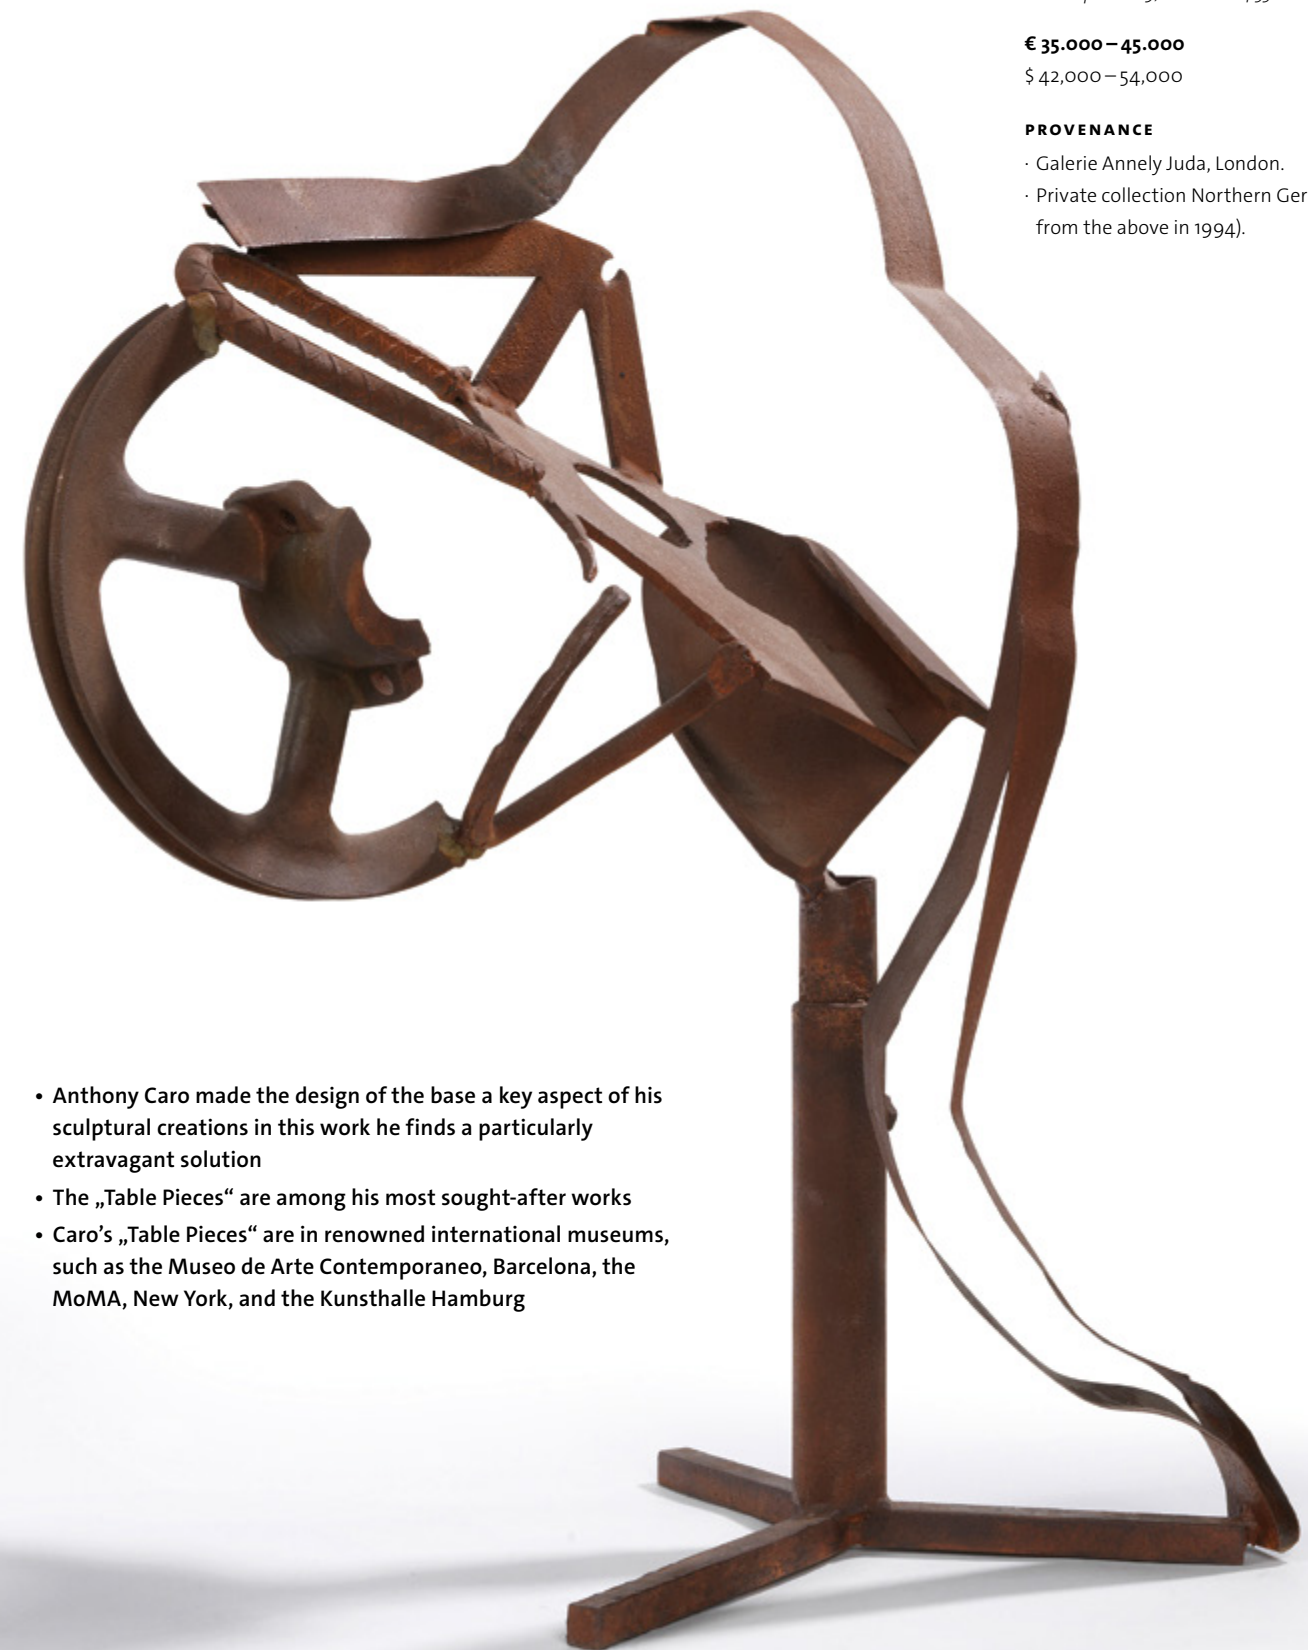 € 35.000 – 45.000
$ 42,000 – 54,000
PROVENANCE
· Galerie Annely Juda, London.
· Private collection Northern Ger
from the above in 1994).
• Anthony Caro made the design of the base a key aspect of his
sculptural creations in this work he finds a particularly
extravagant solution
• The „Table Pieces“ are among his most sought-after works
• Caro’s „Table Pieces“ are in renowned international museums,
such as the Museo de Arte Contemporaneo, Barcelona, the
MoMA, New York, and the Kunsthalle Hamburg